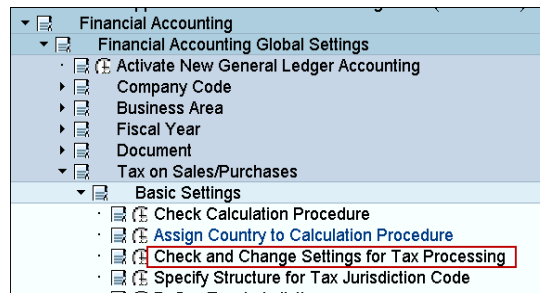 Financial Accounting
Financial Accounting Global Settings
Activate New General Ledger Accounting
Company Code
Business Area
Fiscal Year
Document
Tax on Sales/Purchases
Basic Settings
Check Calculation Procedure
Assign Country to Calculation Procedure
Check and Change Settings for Tax Processing
Specify Structure for Tax Jurisdiction Code